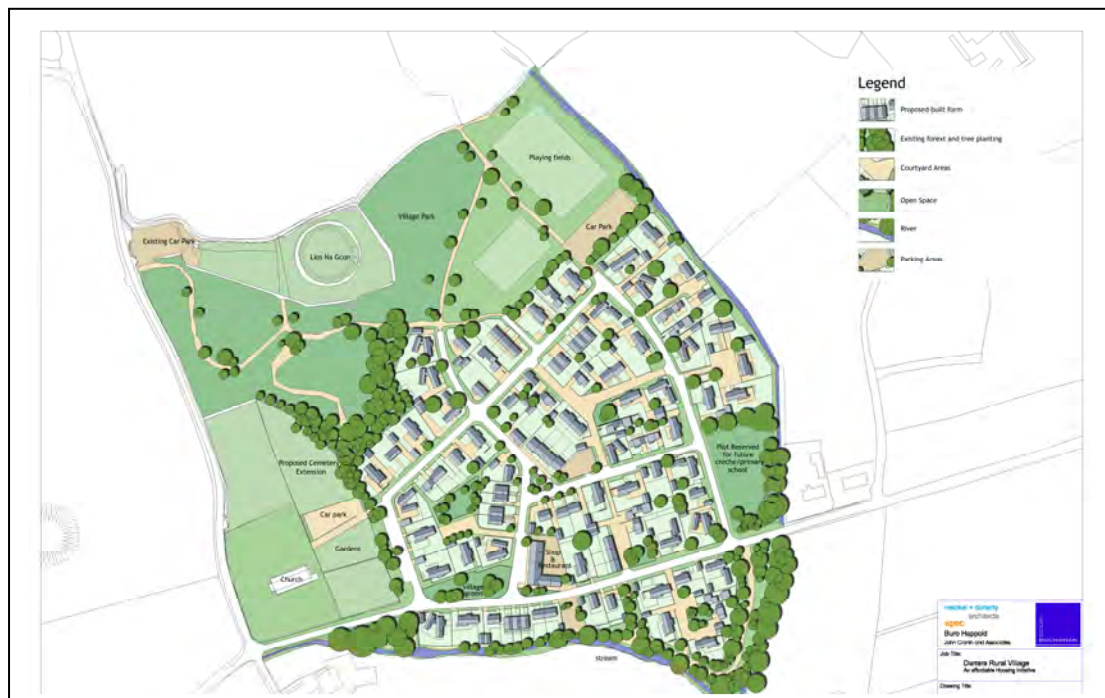 Legend
Proposed built form
Existing forest and tree planting
Courtyard Areas
Open Space
River
Parking Areas
Playing fields
Village Park
Car Park
Existing Car Park
Lios Na Gcon
Plot Reserved
for future
creche/primary
school
Proposed Cemetery
Extension
Car park
Gardens
Church
Shop
&
Restaurant
Village
stream
architects
Buro Happold
John Cronin and Associates
Job Title:
Darrara Rural Village
An affordable Housing Initiative
Drawing Title: